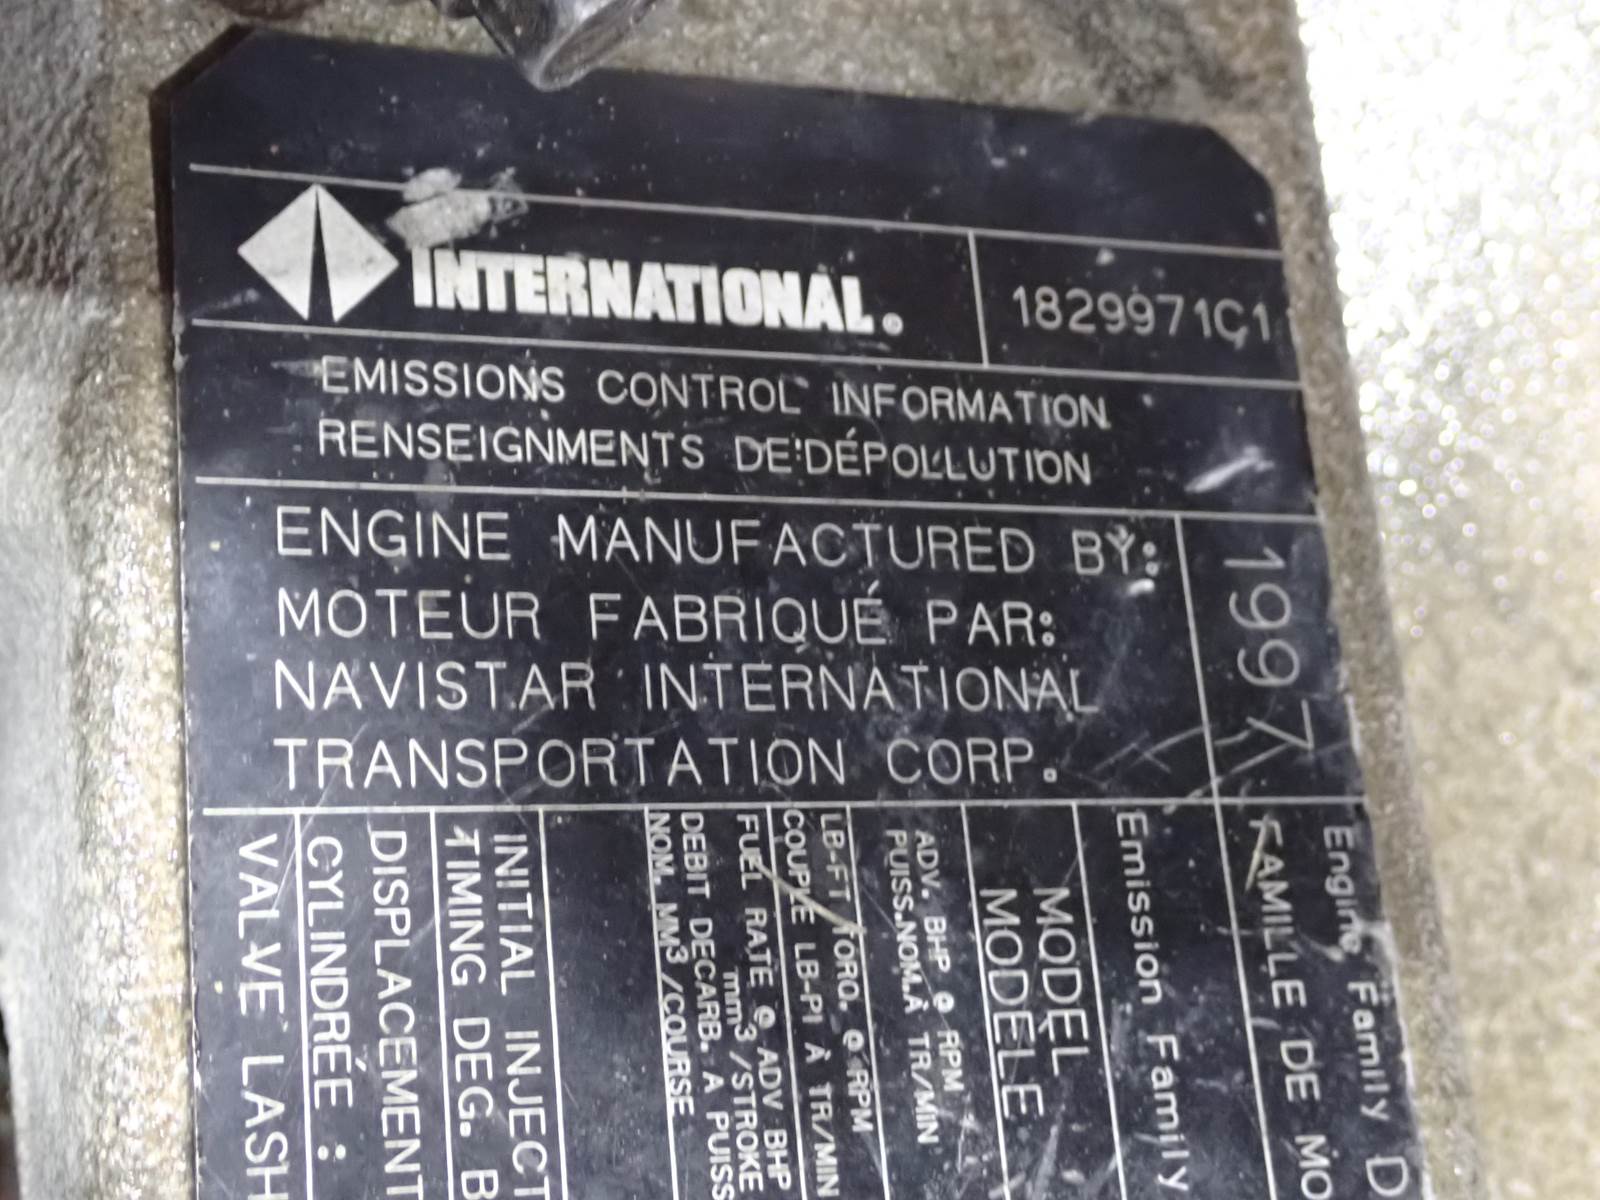 INTERNATIONAL®
1829971C1
EMISSIONS CONTROL INFORMATION
RENSEIGNMENTS DE DÉPOLLUTION
ENGINE MANUFACTURED BY:
MOTEUR FABRIQUÉ PAR:
NAVISTAR INTERNATIONAL
TRANSPORTATION CORP.
1997
Engine Family D
FAMILLE DE MO
Emission Family
MODEL
MODELE
ADV. BHP @ RPM
PUISS.NOM.À TR/MN
LB-FT TORQ. @ RPM
COUPLE LB-PI À TR/MIN
FUEL RATE @ ADV BHP
mm³/STROKE
DEBIT DECARB. A PUISS
NOM. MM³/COURSE
INITIAL INJECT
TIMING DEG. B
DISPLACEMENT
CYLINDRÉE :
VALVE LASH